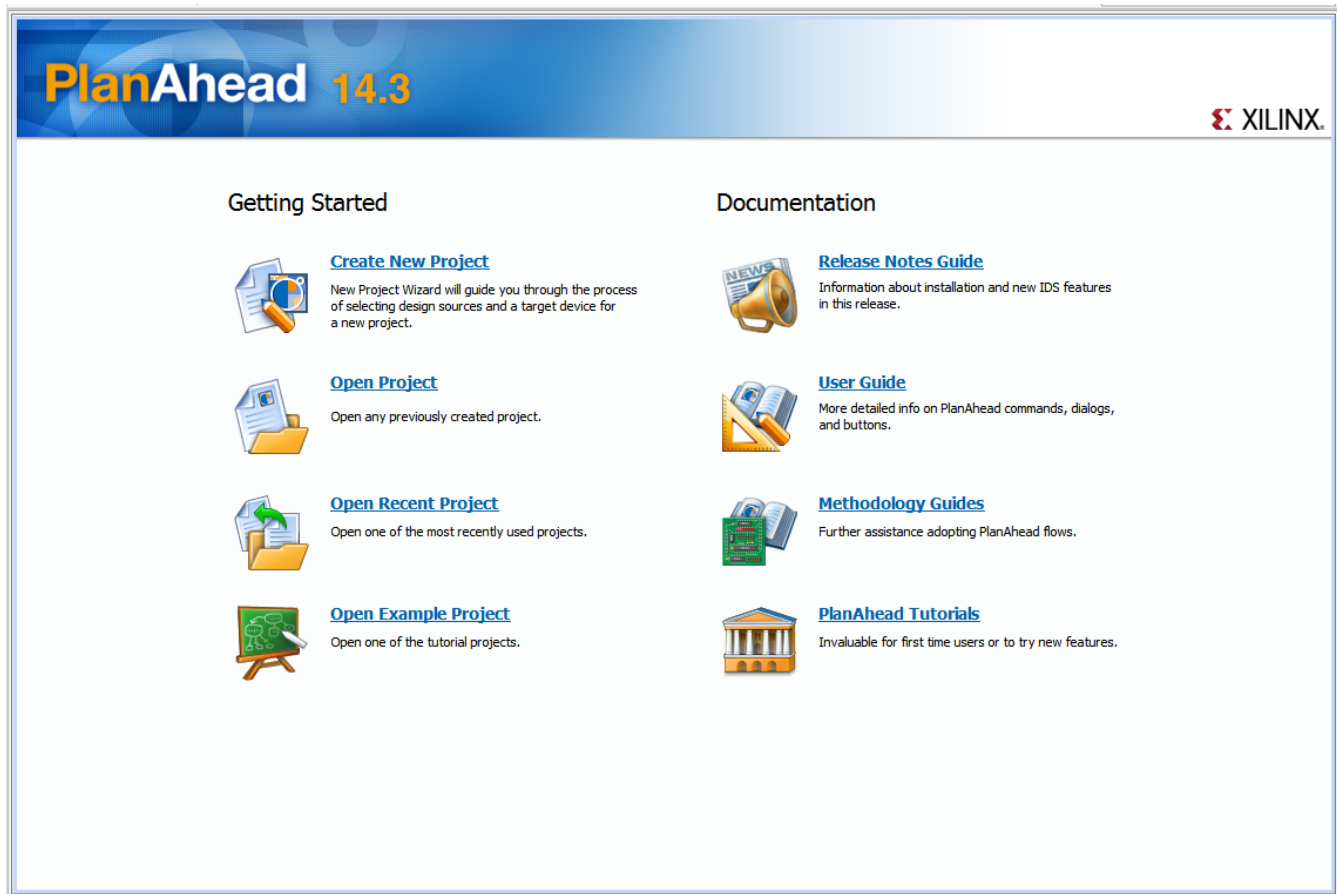 PlanAhead 14.3
XILINX.
Getting Started
Create New Project
New Project Wizard will guide you through the process
of selecting design sources and a target device for
a new project.
Open Project
Open any previously created project.
Open Recent Project
Open one of the most recently used projects.
Open Example Project
Open one of the tutorial projects.
Documentation
NEWS
Release Notes Guide
Information about installation and new IDS features
in this release.
User Guide
More detailed info on PlanAhead commands, dialogs,
and buttons.
Methodology Guides
Further assistance adopting PlanAhead flows.
PlanAhead Tutorials
Invaluable for first time users or to try new features.